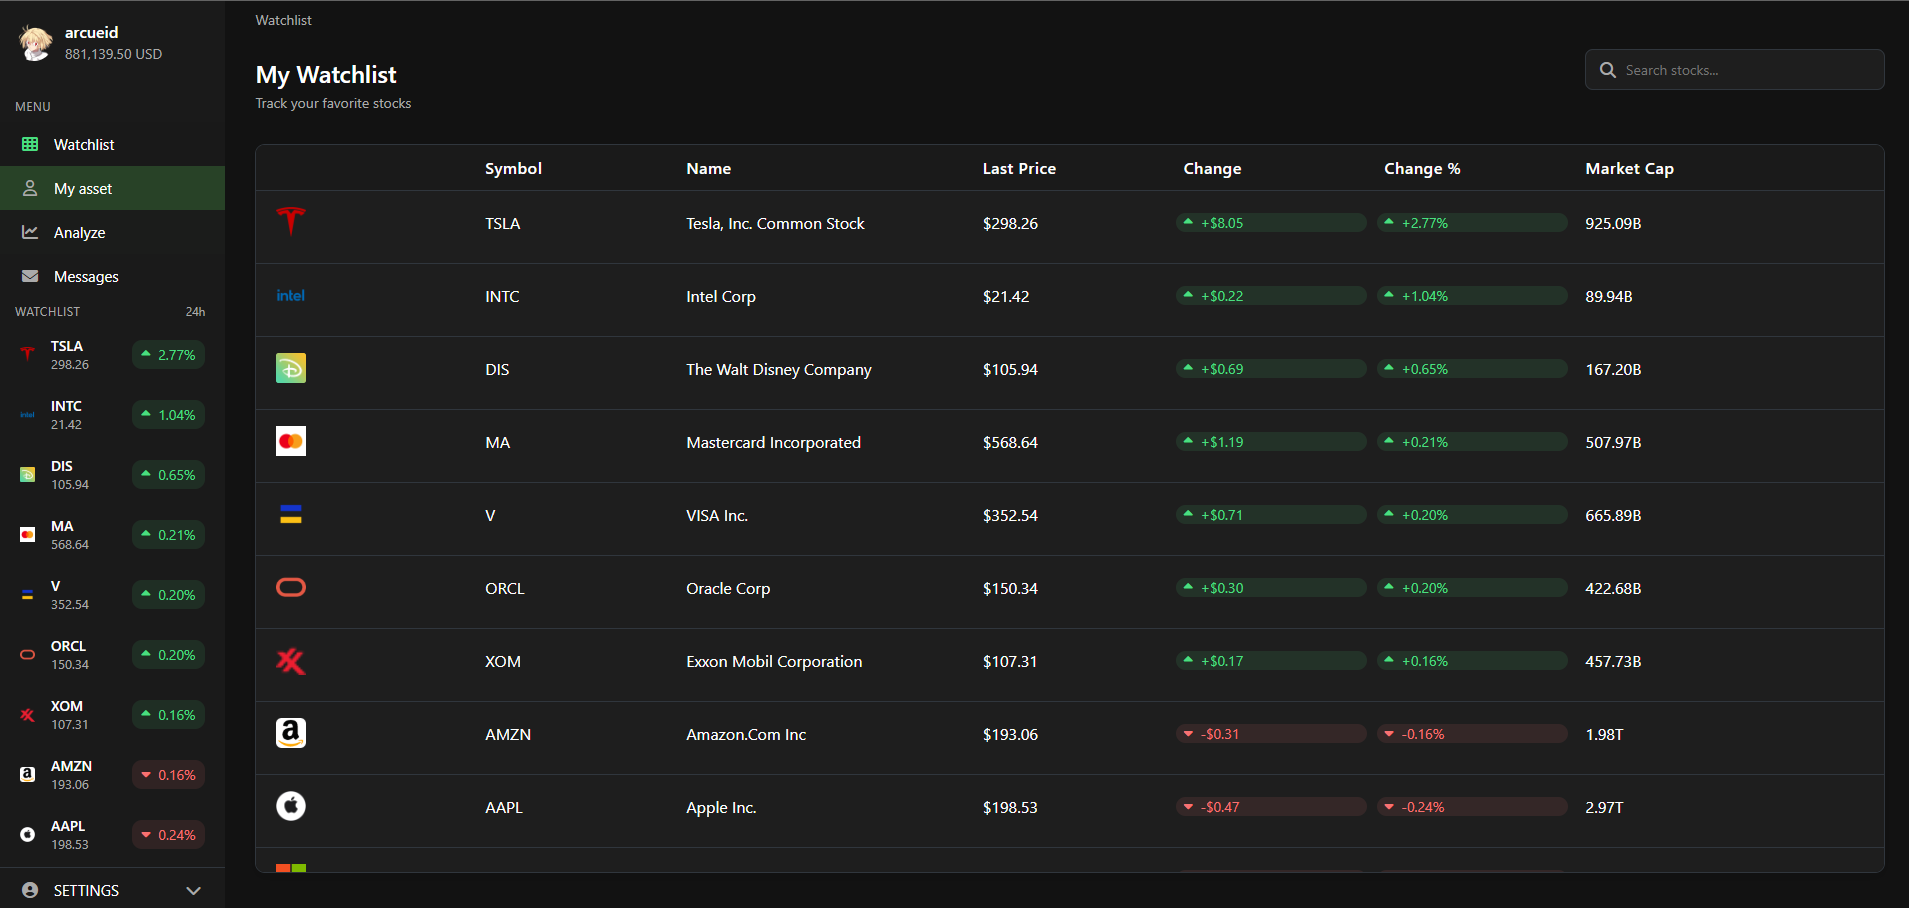 arcueid
881,139.50 USD
MENU
Watchlist
My asset
Analyze
Messages
WATCHLIST 24h
TSLA
298.26
2.77%
intel
INTC
21.42
1.04%
DIS
105.94
0.65%
MA
568.64
0.21%
V
352.54
0.20%
ORCL
150.34
0.20%
XOM
107.31
0.16%
a
AMZN
193.06
0.16%
AAPL
198.53
0.24%
SETTINGS
Watchlist
My Watchlist
Track your favorite stocks
Search stocks...
Symbol Name Last Price Change Change % Market Cap
TSLA Tesla, Inc. Common Stock $298.26 +$8.05 +2.77% 925.09B
intel INTC Intel Corp $21.42 +$0.22 +1.04% 89.94B
DIS The Walt Disney Company $105.94 +$0.69 +0.65% 167.20B
MA Mastercard Incorporated $568.64 +$1.19 +0.21% 507.97B
V VISA Inc. $352.54 +$0.71 +0.20% 665.89B
ORCL Oracle Corp $150.34 +$0.30 +0.20% 422.68B
XOM Exxon Mobil Corporation $107.31 +$0.17 +0.16% 457.73B
a AMZN Amazon.Com Inc $193.06 -$0.31 -0.16% 1.98T
AAPL Apple Inc. $198.53 -$0.47 -0.24% 2.97T